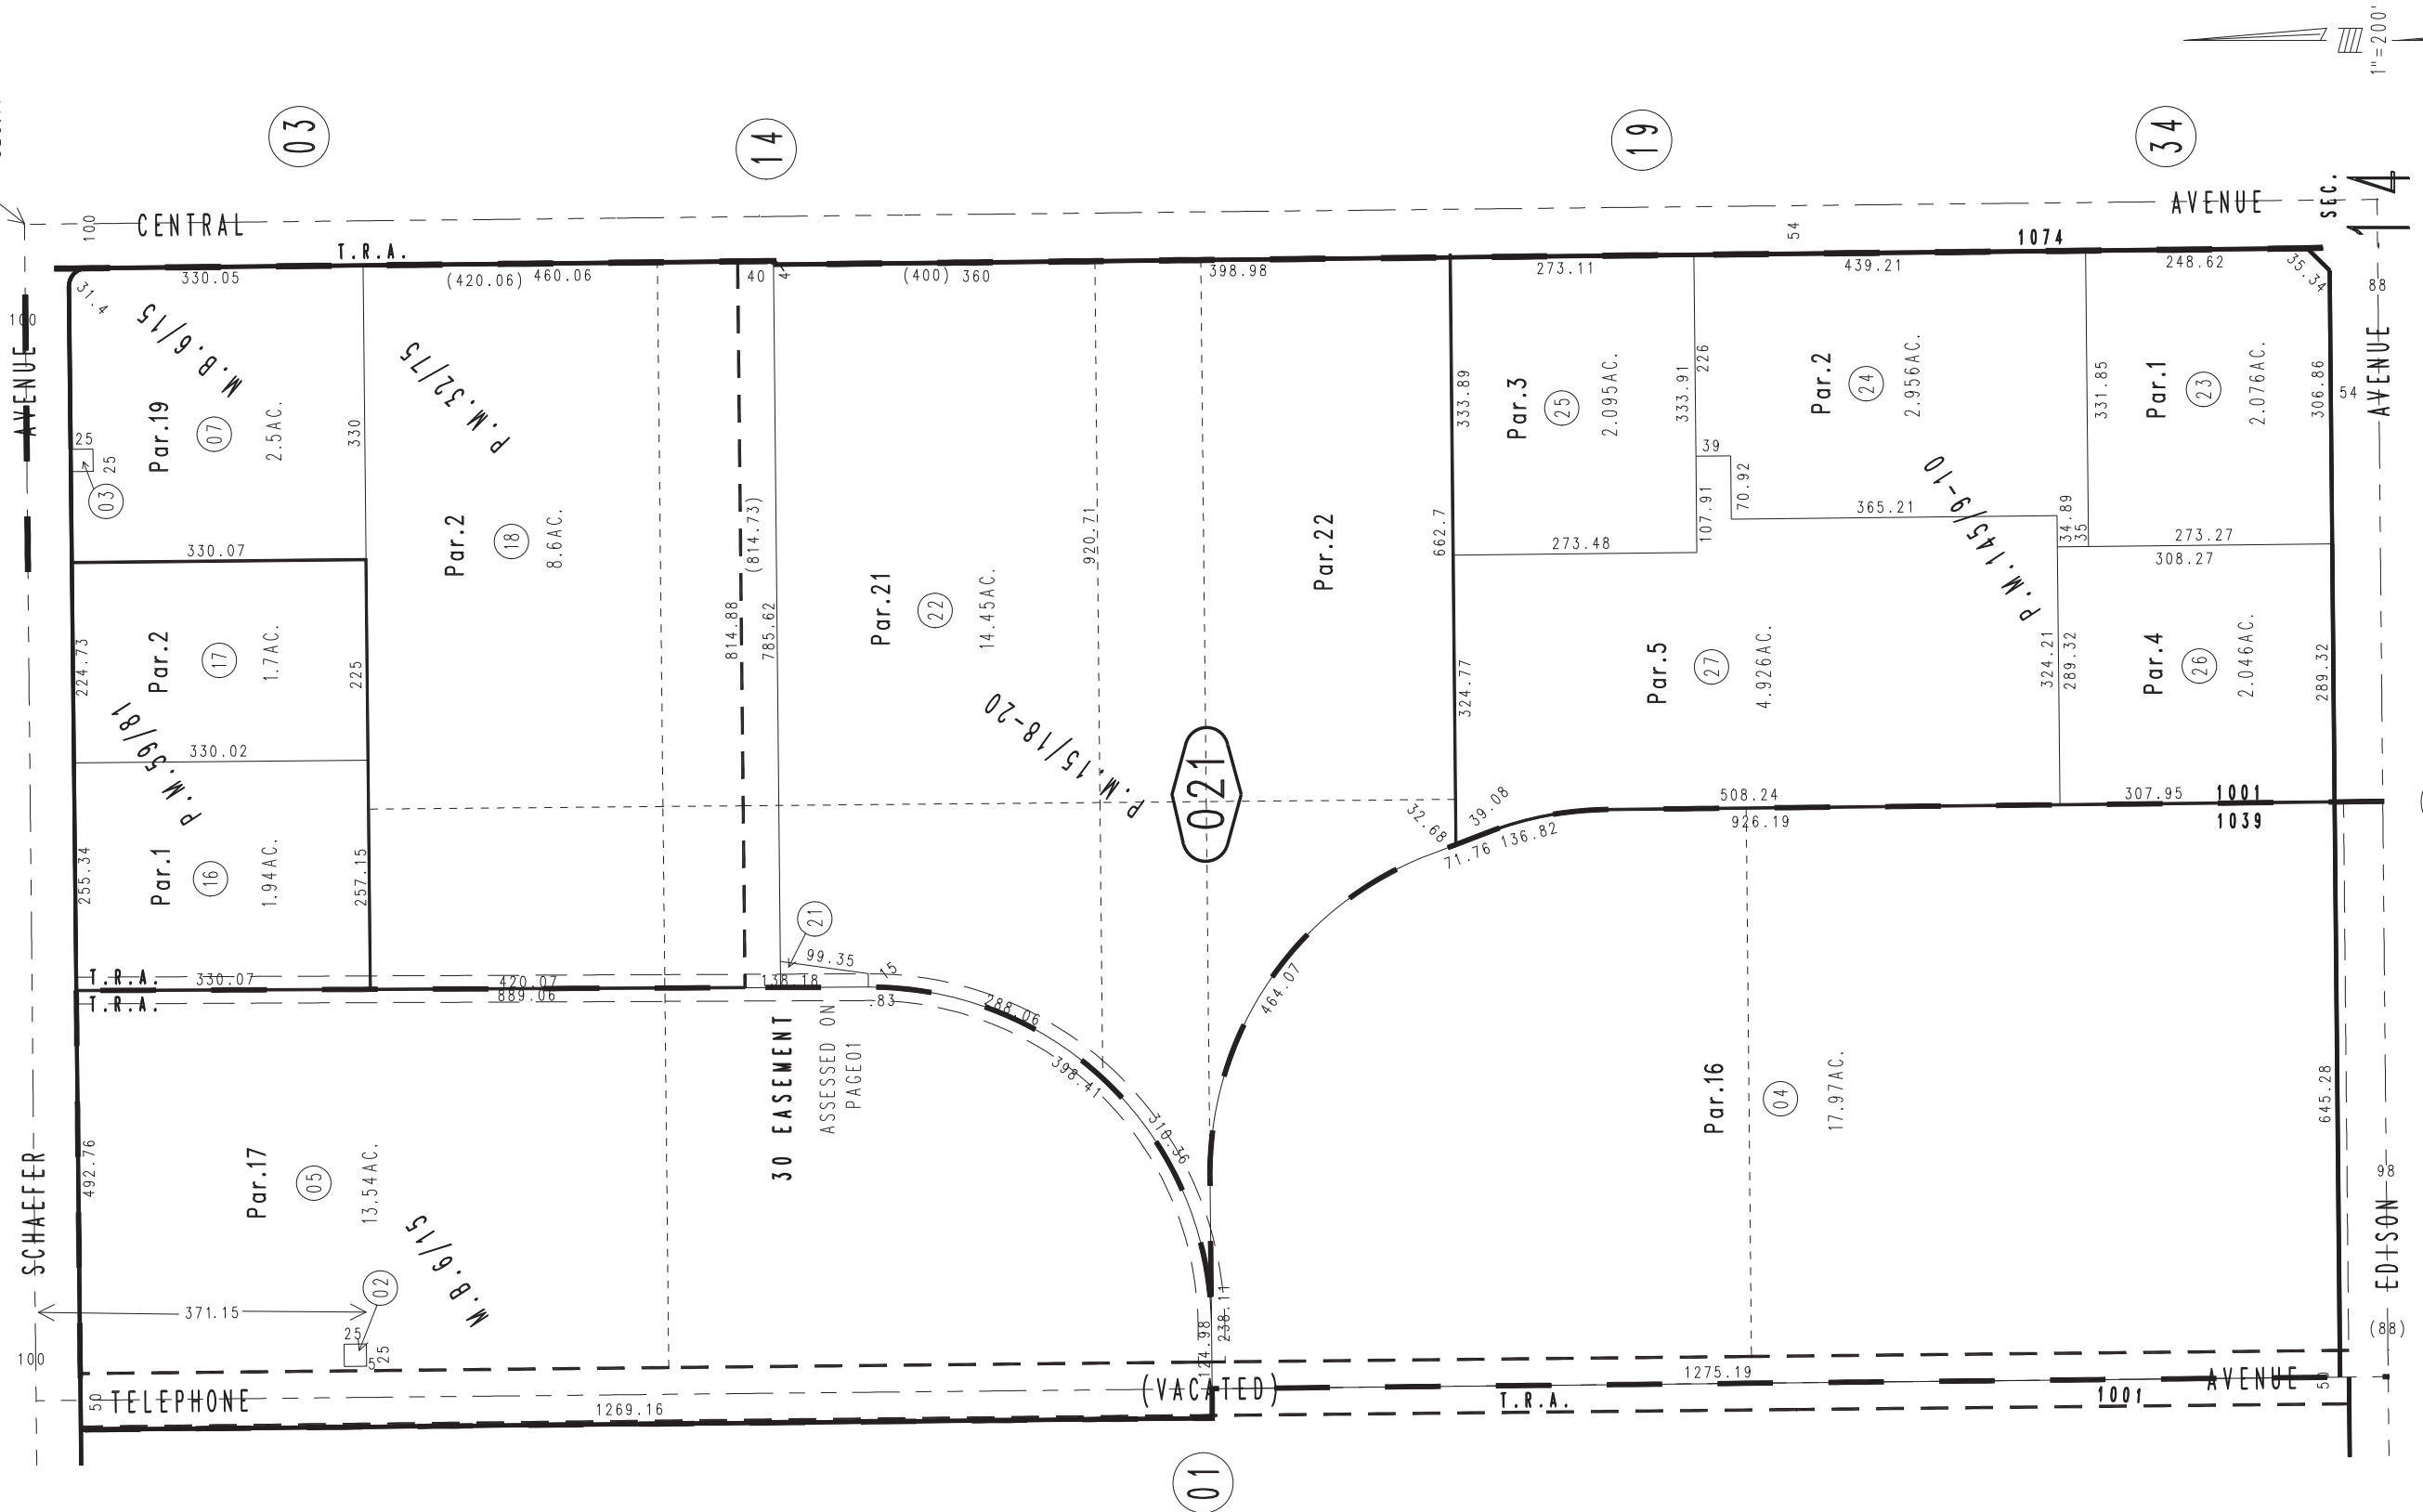 1"=200'
03
14
19
34
CENTRAL
AVENUE
SEC.
14
100
54
T.R.A.
1074
330.05
(420.06) 460.06
40
4
(400) 360
398.98
273.11
439.21
248.62
35.34
88
31.4
100
AVENUE
M.B.6/15
Par.19
07
2.5AC.
330
25
25
03
330.07
P.M.32/75
Par.2
18
8.6AC.
814.88
(814.73)
785.62
Par.21
22
14.45AC.
920.71
Par.22
662.7
333.89
Par.3
25
2.095AC.
333.91
226
39
70.92
107.91
273.48
Par.2
24
2.956AC.
365.21
331.85
Par.1
23
2.076AC.
306.86
54
AVENUE
34.89
35
273.27
308.27
P.M.145/9-10
224.73
Par.2
17
1.7AC.
225
330.02
P.M.59/81
255.34
Par.1
16
1.94AC.
257.15
P.M.15/18-20
021
324.77
Par.5
27
4.926AC.
324.21
289.32
Par.4
26
2.046AC.
289.32
32.68
39.08
71.76
136.82
508.24
926.19
307.95
1001
1039
21
99.35
15
T.R.A.
T.R.A.
330.07
420.07
889.06
138.18
.83
288.06
398.41
310.36
464.07
30 EASEMENT
ASSESSED ON
PAGE01
SCHAEFER
492.76
Par.17
05
13.54AC.
M.B.6/15
371.15
02
25
25
5
100
Par.16
04
17.97AC.
645.28
98
EDISON
(88)
124.98
238.11
50
TELEPHONE
(VACATED)
AVENUE
50
1269.16
1275.19
T.R.A.
1001
01